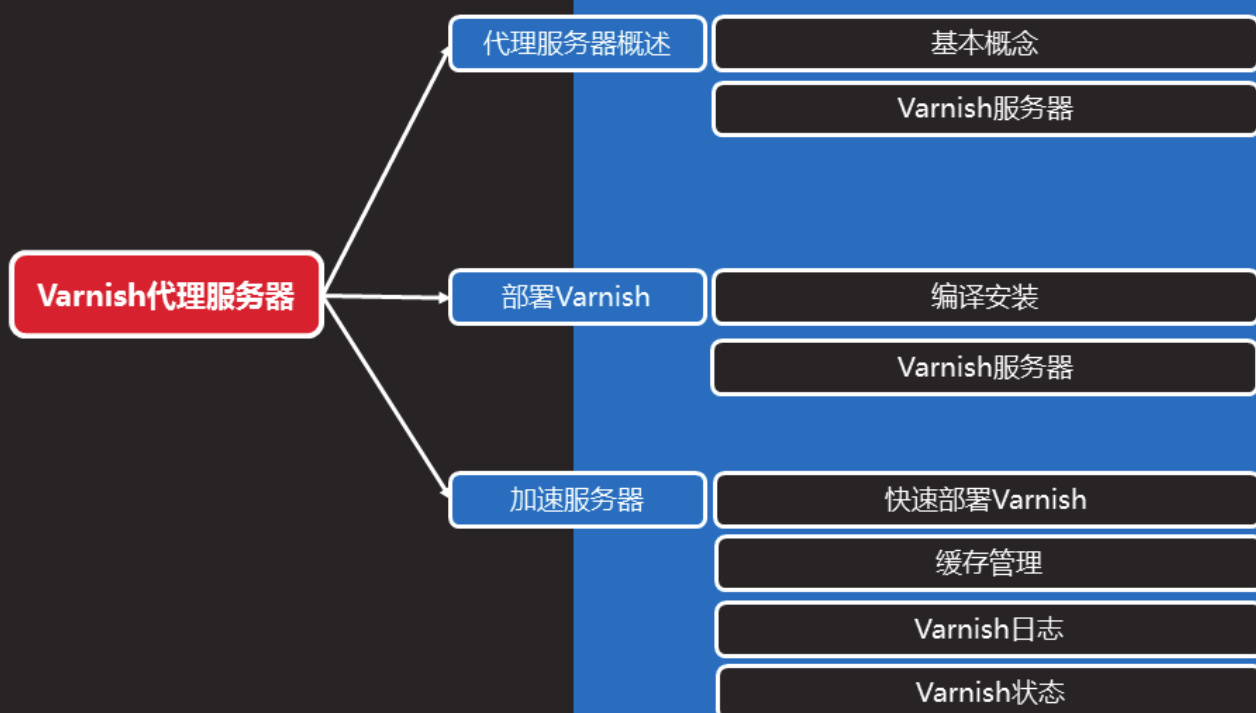 代理服务器概述
基本概念
Varnish服务器
Varnish代理服务器
部署Varnish
编译安装
Varnish服务器
加速服务器
快速部署Varnish
缓存管理
Varnish日志
Varnish状态